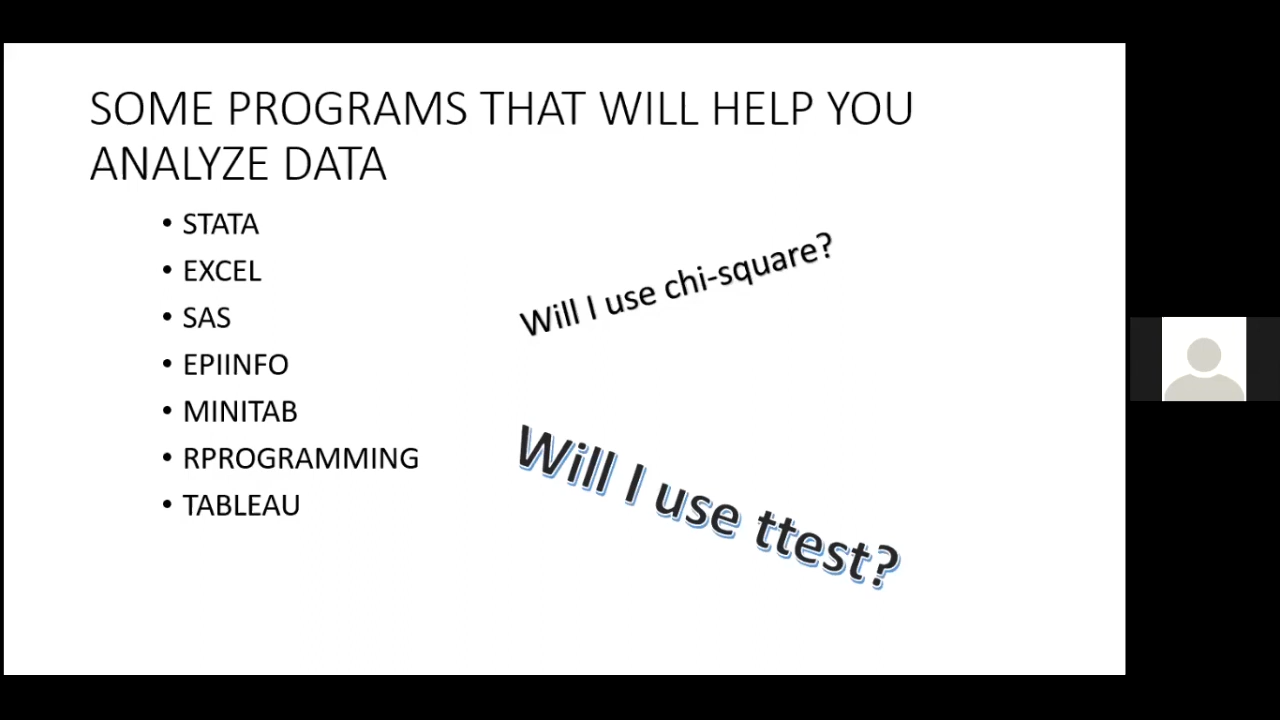 SOME PROGRAMS THAT WILL HELP YOU
ANALYZE DATA
• STATA
• EXCEL
• SAS
• EPIINFO
• MINITAB
• RPROGRAMMING
• TABLEAU
Will I use chi-square?
Will I use ttest?